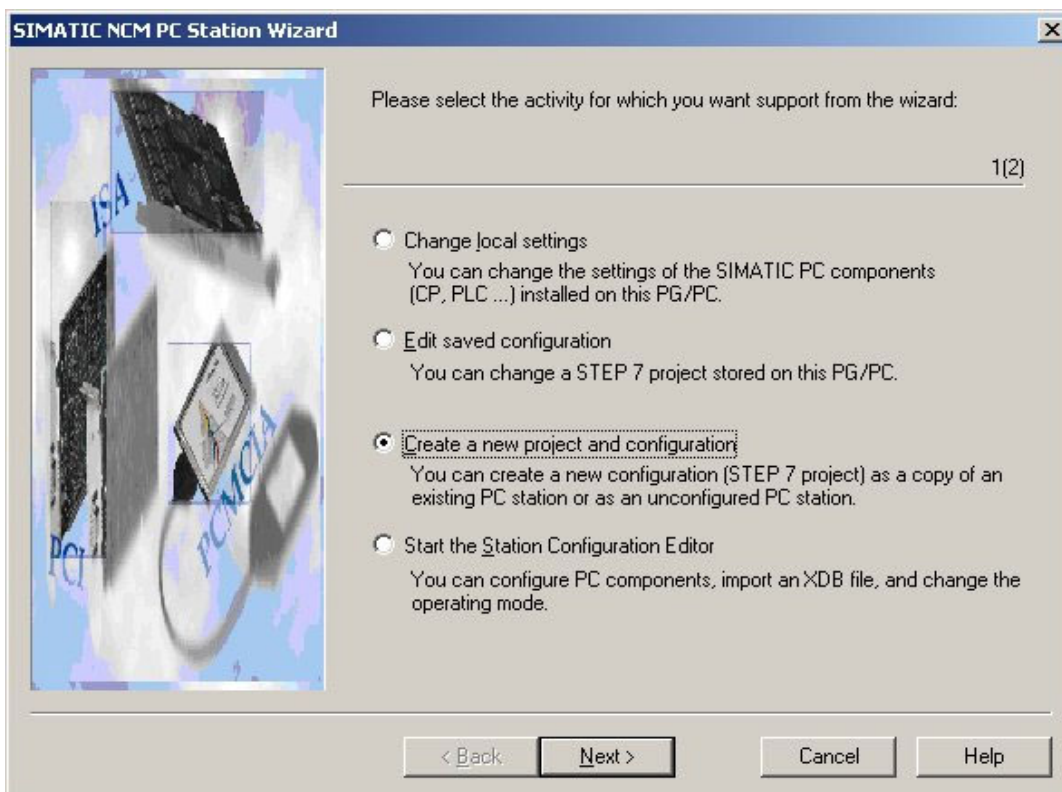 SIMATIC NCM PC Station Wizard
Please select the activity for which you want support from the wizard:
1(2)
Change local settings
You can change the settings of the SIMATIC PC components
(CP, PLC ...) installed on this PG/PC.
Edit saved configuration
You can change a STEP 7 project stored on this PG/PC.
Create a new project and configuration
You can create a new configuration (STEP 7 project) as a copy of an
existing PC station or as an unconfigured PC station.
Start the Station Configuration Editor
You can configure PC components, import an XDB file, and change the
operating mode.
ISA
PCMCIA
PCI
< Back
Next >
Cancel
Help